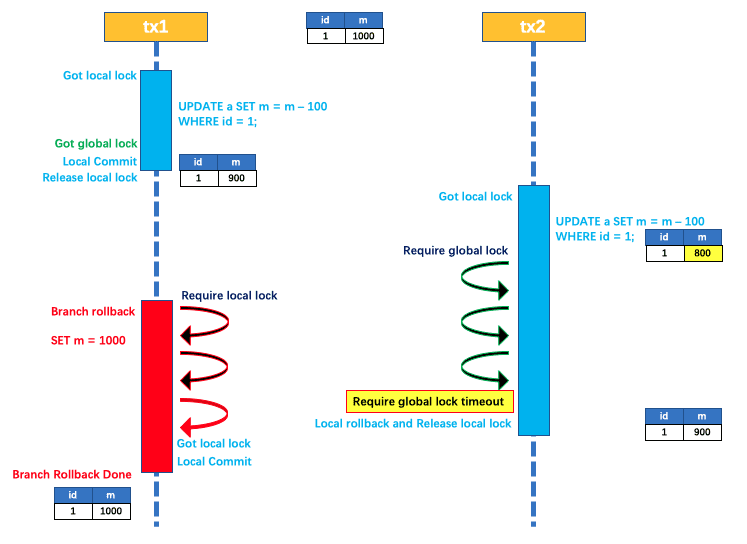 tx1
id m
1 1000
tx2
Got local lock
UPDATE a SET m = m – 100
WHERE id = 1;
Got global lock
Local Commit
Release local lock
id m
1 900
Got local lock
UPDATE a SET m = m – 100
WHERE id = 1;
id m
1 800
Require global lock
Require local lock
Branch rollback
SET m = 1000
Require global lock timeout
Local rollback and Release local lock
id m
1 900
Got local lock
Local Commit
Branch Rollback Done
id m
1 1000